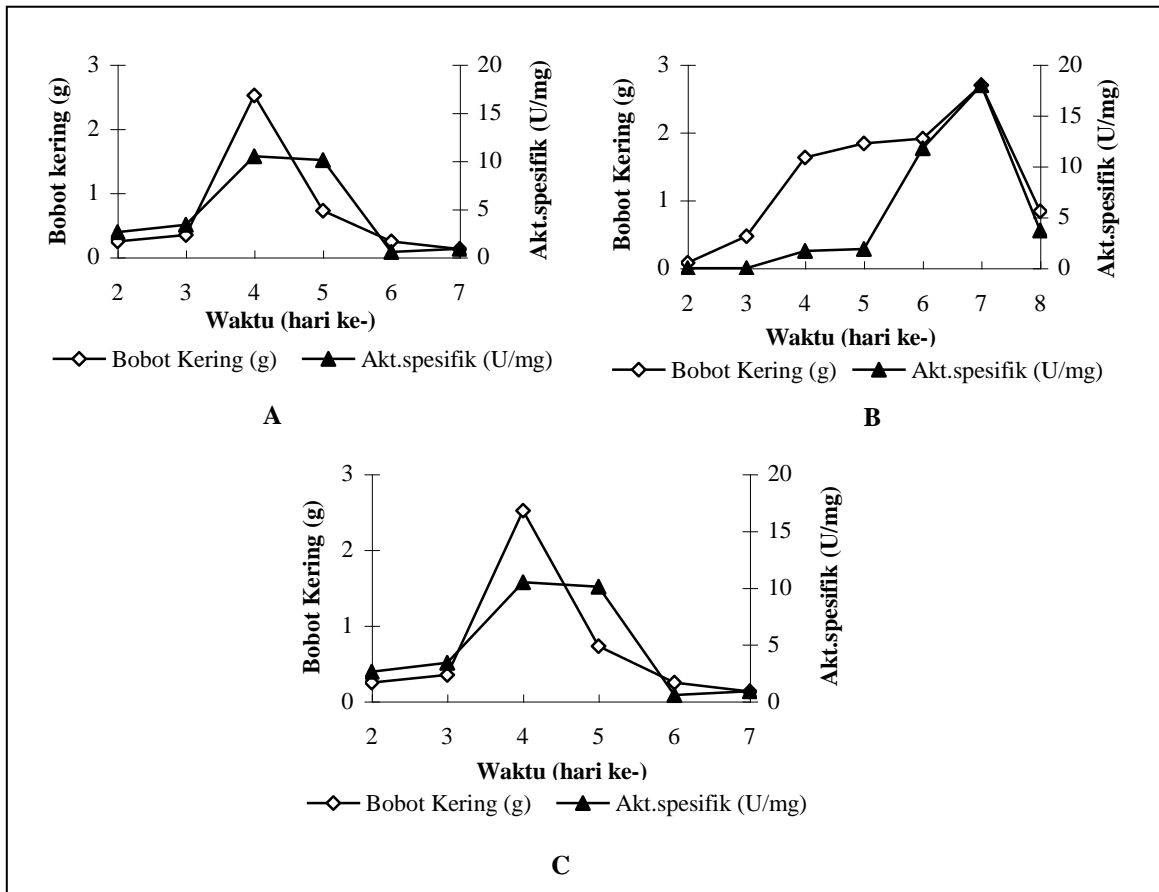 Bobot kering (g)
3
2
1
0
20
15
10
5
0
Akt.spesifik (U/mg)
2 3 4 5 6 7
Waktu (hari ke-)
Bobot Kering (g) Akt.spesifik (U/mg)
A
Bobot Kering (g)
3
2
1
0
20
15
10
5
0
Akt.spesifik (U/mg)
2 3 4 5 6 7 8
Waktu (hari ke-)
Bobot Kering (g) Akt.spesifik (U/mg)
B
Bobot Kering (g)
3
2
1
0
20
15
10
5
0
Akt.spesifik (U/mg)
2 3 4 5 6 7
Waktu (hari ke-)
Bobot Kering (g) Akt.spesifik (U/mg)
C